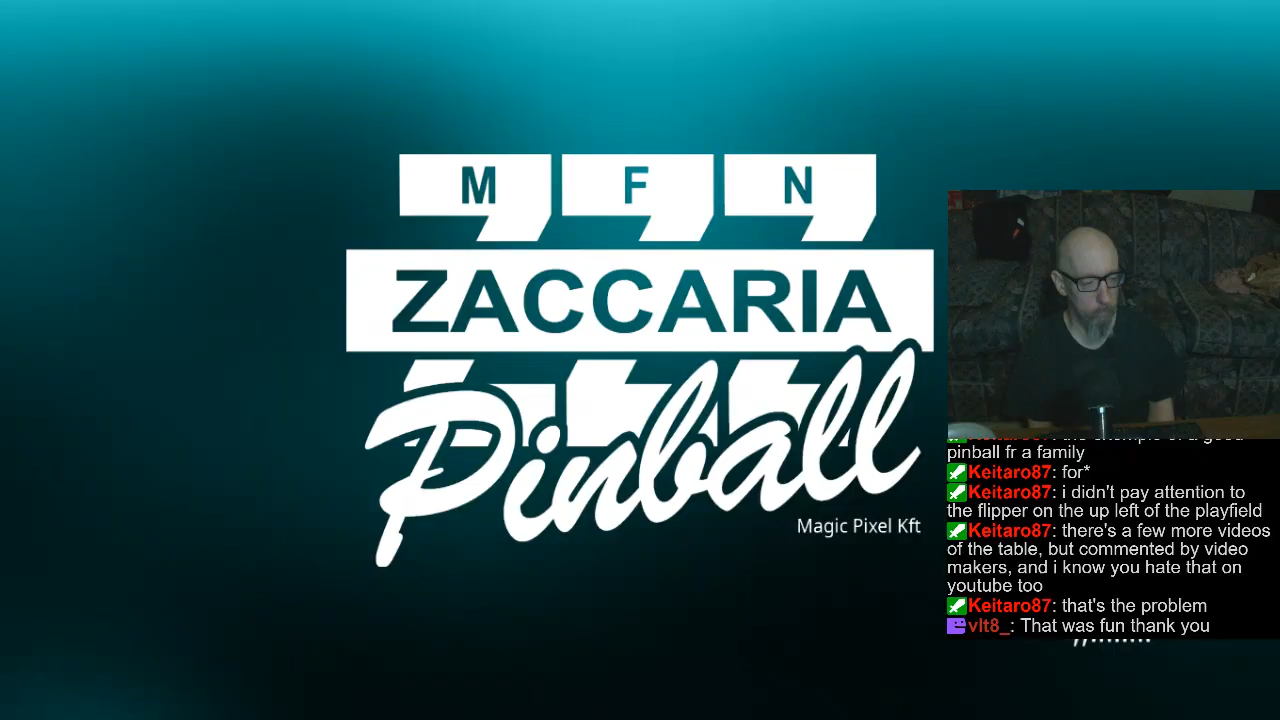 M F N
ZACCARIA
Pinball
Magic Pixel Kft
pinball fr a family
Keitaro87: for*
Keitaro87: i didn't pay attention to
the flipper on the up left of the playfield
Keitaro87: there's a few more videos
of the table, but commented by video
makers, and i know you hate that on
youtube too
Keitaro87: that's the problem
vlt8_: That was fun thank you